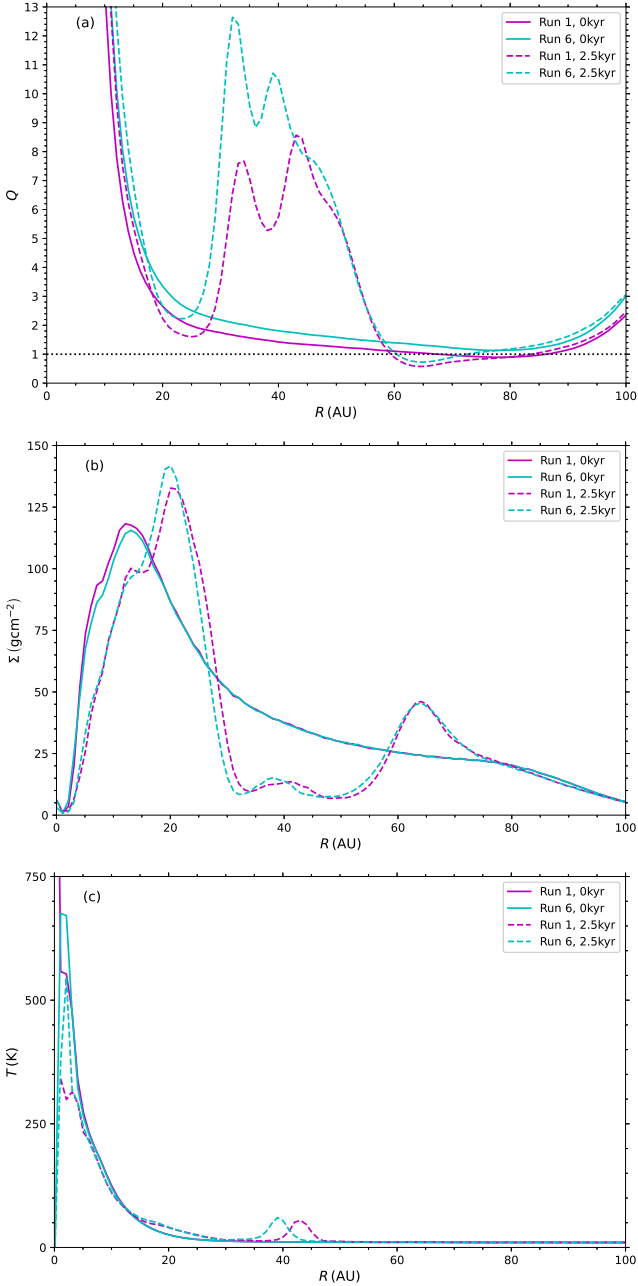 13
12
11
10
9
8
7
6
5
4
3
2
1
0
Q
(a)
Run 1, 0kyr
Run 6, 0kyr
Run 1, 2.5kyr
Run 6, 2.5kyr
0 20 40 60 80 100
R (AU)
150
125
100
75
50
25
0
Σ (gcm⁻²)
(b)
Run 1, 0kyr
Run 6, 0kyr
Run 1, 2.5kyr
Run 6, 2.5kyr
0 20 40 60 80 100
R (AU)
750
500
250
0
T (K)
(c)
Run 1, 0kyr
Run 6, 0kyr
Run 1, 2.5kyr
Run 6, 2.5kyr
0 20 40 60 80 100
R (AU)